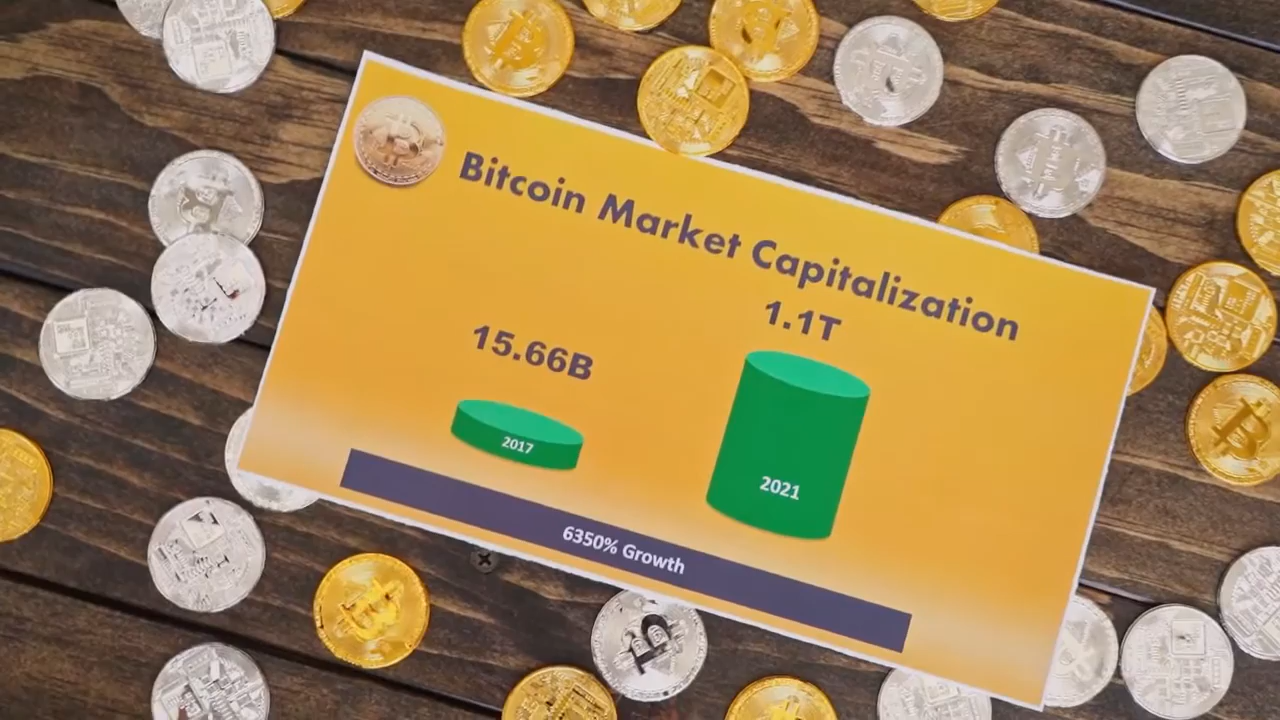 Bitcoin Market Capitalization
15.66B
1.1T
2017
2021
6350% Growth